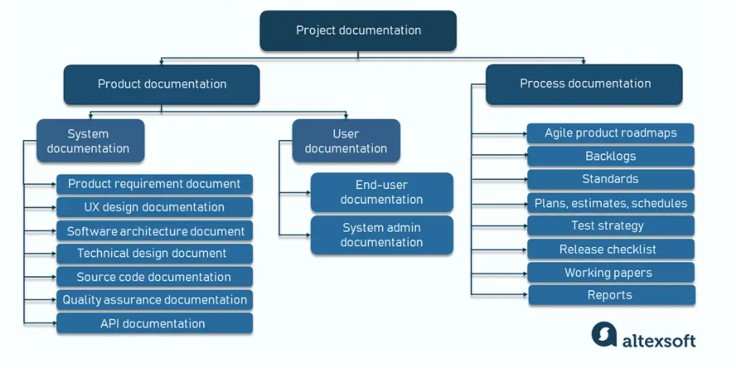 Project documentation
Product documentation
Process documentation
System
documentation
User
documentation
Product requirement document
UX design documentation
Software architecture document
Technical design document
Source code documentation
Quality assurance documentation
API documentation
End-user
documentation
System admin
documentation
Agile product roadmaps
Backlogs
Standards
Plans, estimates, schedules
Test strategy
Release checklist
Working papers
Reports
altexsoft